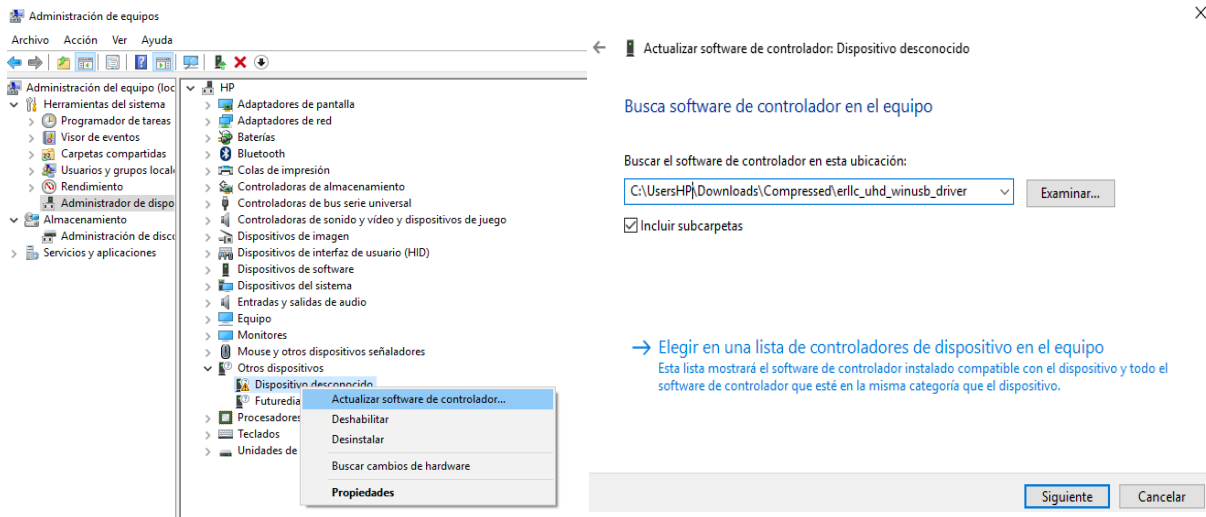 Administración de equipos
Archivo Acción Ver Ayuda
Administración del equipo (loc
Herramientas del sistema
Programador de tareas
Visor de eventos
Carpetas compartidas
Usuarios y grupos locale
Rendimiento
Administrador de dispo
Almacenamiento
Administración de disco
Servicios y aplicaciones
HP
Adaptadores de pantalla
Adaptadores de red
Baterías
Bluetooth
Colas de impresión
Controladoras de almacenamiento
Controladoras de bus serie universal
Controladoras de sonido y vídeo y dispositivos de juego
Dispositivos de imagen
Dispositivos de interfaz de usuario (HID)
Dispositivos de software
Dispositivos del sistema
Entradas y salidas de audio
Equipo
Monitores
Mouse y otros dispositivos señaladores
Otros dispositivos
Dispositivo desconocido
Futuredia
Procesadores
Teclados
Unidades de
Actualizar software de controlador...
Deshabilitar
Desinstalar
Buscar cambios de hardware
Propiedades
Actualizar software de controlador: Dispositivo desconocido
Busca software de controlador en el equipo
Buscar el software de controlador en esta ubicación:
C:\UsersHP\Downloads\Compressed\erllc_uhd_winusb_driver
Examinar...
Incluir subcarpetas
Elegir en una lista de controladores de dispositivo en el equipo
Esta lista mostrará el software de controlador instalado compatible con el dispositivo y todo el
software de controlador que esté en la misma categoría que el dispositivo.
Siguiente Cancelar